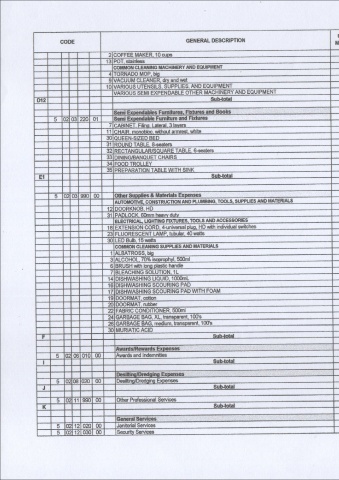 CODE GENERAL DESCRIPTION
2 COFFEE MAKER, 10 cups
13 POT, stainless
COMMON CLEANING MACHINERY AND EQUIPMENT
4 TORNADO MOP, big
9 VACUUM CLEANER, dry and wet
10 VARIOUS UTENSILS, SUPPLIES, AND EQUIPMENT
VARIOUS SEMI EXPENDABLE OTHER MACHINERY AND EQUIPMENT
D12 Sub-total
Semi Expendables Furnitures, Fixtures and Books
5 02 03 220 01 Semi Expendable Furniture and Fixtures
7 CABINET, Filing, Lateral, 3 layers
11 CHAIR, monobloc, without armrest, white
30 QUEEN-SIZED BED
31 ROUND TABLE, 6-seaters
32 RECTANGULAR/SQUARE TABLE, 6-seaters
33 DINING/BANQUET CHAIRS
34 FOOD TROLLEY
35 PREPARATION TABLE WITH SINK
E1 Sub-total
5 02 03 990 00 Other Supplies & Materials Expenses
AUTOMOTIVE, CONSTRUCTION AND PLUMBING, TOOLS, SUPPLIES AND MATERIALS
12 DOORKNOB, HD
31 PADLOCK, 60mm heavy duty
ELECTRICAL, LIGHTING FIXTURES, TOOLS AND ACCESSORIES
18 EXTENSION CORD, 4-universal plug, HD with individual switches
23 FLUORESCENT LAMP, tubular, 40 watts
30 LED Bulb, 15 watts
COMMON CLEANING SUPPLIES AND MATERIALS
1 ALBATROSS, big
3 ALCOHOL, 70% isopropyl, 500ml
6 BRUSH with long plastic handle
7 BLEACHING SOLUTION, 1L
14 DISHWASHING LIQUID, 1000mL
16 DISHWASHING SCOURING PAD
17 DISHWASHING SCOURING PAD WITH FOAM
19 DOORMAT, cotton
20 DOORMAT, rubber
22 FABRIC CONDITIONER, 500ml
24 GARBAGE BAG, XL, transparent, 100's
26 GARBAGE BAG, medium, transparent, 100's
30 MURIATIC ACID
F Sub-total
Awards/Rewards Expenses
5 02 06 010 00 Awards and Indemnities
I Sub-total
Desilting/Dredging Expenses
5 02 08 020 00 Desilting/Dredging Expenses
J Sub-total
5 02 11 990 00 Other Professional Services
K Sub-total
General Services
5 02 12 020 00 Janitorial Services
5 02 12 030 00 Security Services